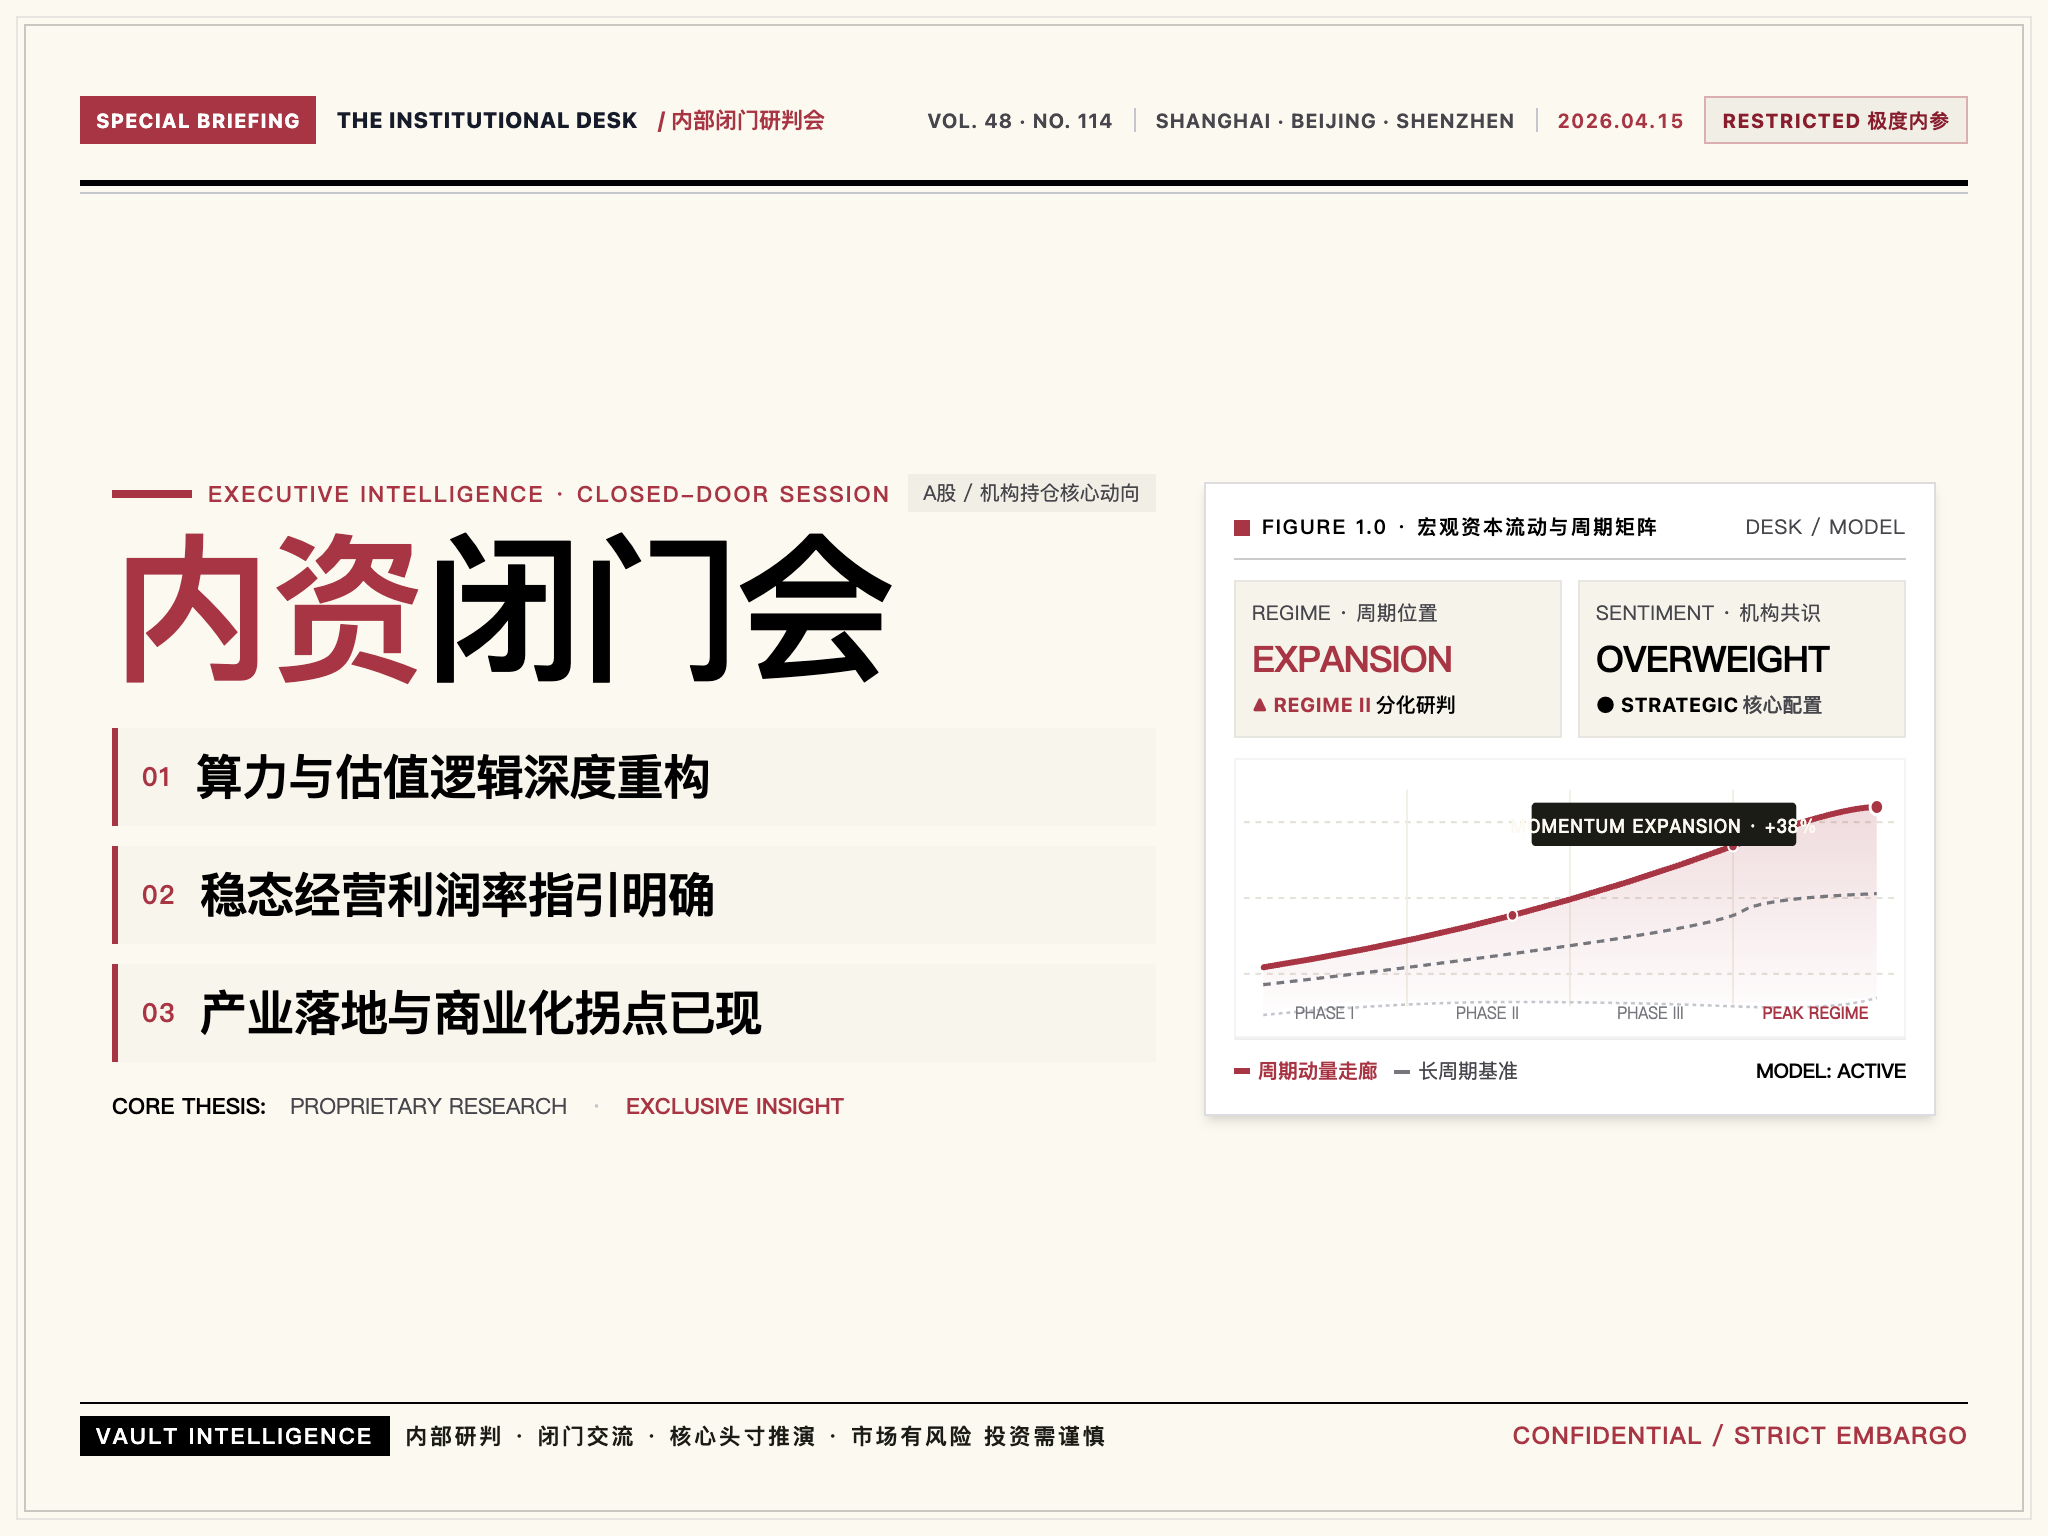 SPECIAL BRIEFING THE INSTITUTIONAL DESK / 内部闭门研判会 VOL. 48 · NO. 114 SHANGHAI · BEIJING · SHENZHEN 2026.04.15 RESTRICTED 极度内参
EXECUTIVE INTELLIGENCE · CLOSED–DOOR SESSION A股 / 机构持仓核心动向
内资闭门会
01 算力与估值逻辑深度重构
02 稳态经营利润率指引明确
03 产业落地与商业化拐点已现
CORE THESIS: PROPRIETARY RESEARCH · EXCLUSIVE INSIGHT
FIGURE 1.0 · 宏观资本流动与周期矩阵 DESK / MODEL
REGIME · 周期位置
EXPANSION
▲ REGIME II 分化研判
SENTIMENT · 机构共识
OVERWEIGHT
● STRATEGIC 核心配置
MOMENTUM EXPANSION · +38%
PHASE I PHASE II PHASE III PEAK REGIME
周期动量走廊 长周期基准 MODEL: ACTIVE
VAULT INTELLIGENCE 内部研判 · 闭门交流 · 核心头寸推演 · 市场有风险 投资需谨慎 CONFIDENTIAL / STRICT EMBARGO